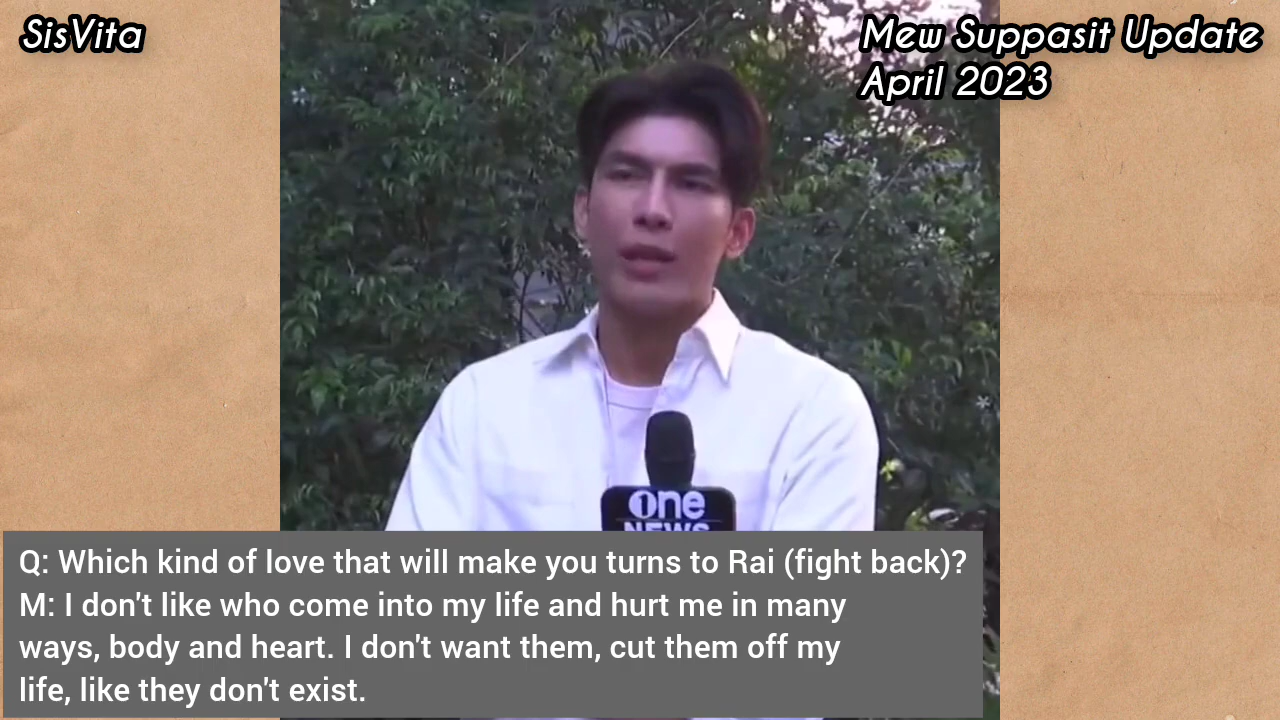 SisVita
Mew Suppasit Update
April 2023
one
NEWS
Q: Which kind of love that will make you turns to Rai (fight back)?
M: I don't like who come into my life and hurt me in many
ways, body and heart. I don't want them, cut them off my
life, like they don't exist.